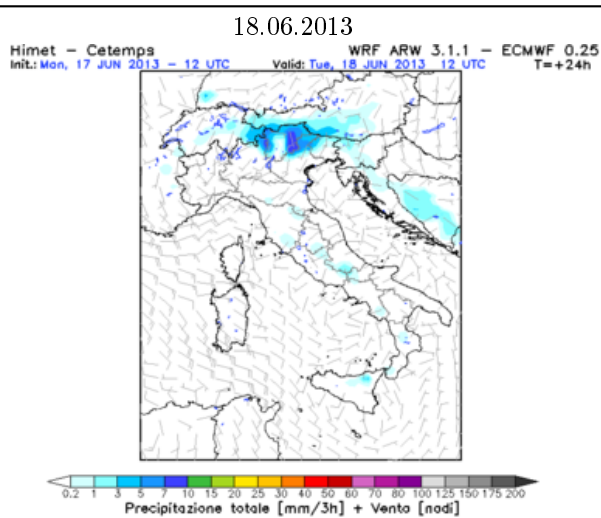 18.06.2013
Himet – Cetemps WRF ARW 3.1.1 – ECMWF 0.25
Init.: Mon, 17 JUN 2013 – 12 UTC Valid: Tue, 18 JUN 2013 12 UTC T=+24h
0.2 1 3 5 7 10 15 20 25 30 40 50 60 70 80 100 125 150 175 200
Precipitazione totale [mm/3h] + Vento [nodi]